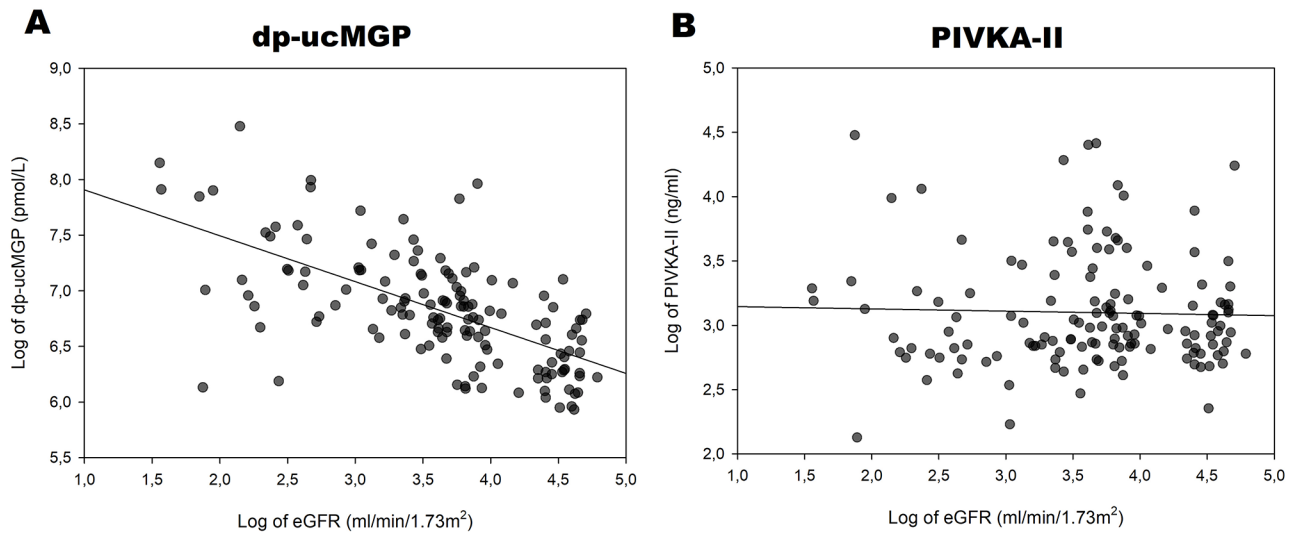 A
dp-ucMGP
9,0
8,5
8,0
7,5
7,0
6,5
6,0
5,5
Log of dp-ucMGP (pmol/L)
1,0 1,5 2,0 2,5 3,0 3,5 4,0 4,5 5,0
Log of eGFR (ml/min/1.73m²)
B
PIVKA-II
5,0
4,5
4,0
3,5
3,0
2,5
2,0
Log of PIVKA-II (ng/ml)
1,0 1,5 2,0 2,5 3,0 3,5 4,0 4,5 5,0
Log of eGFR (ml/min/1.73m²)